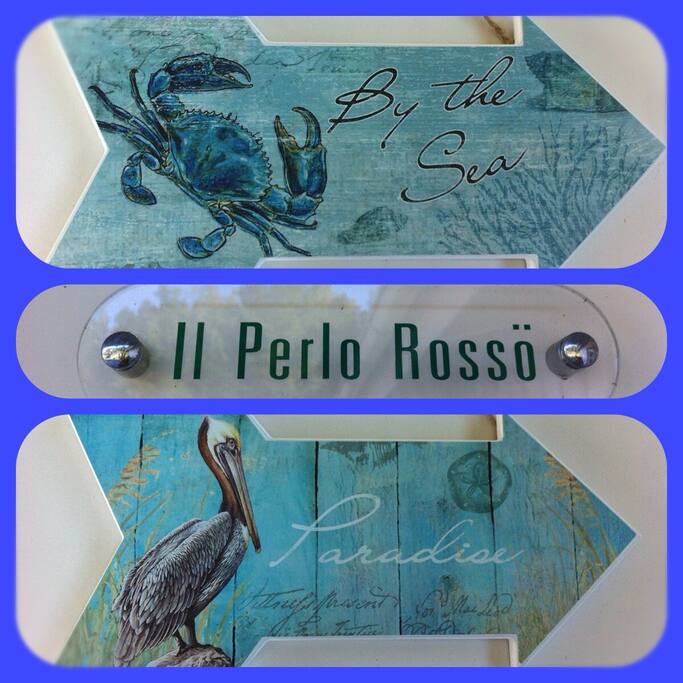 By the
Sea
Il Perlo Rossö
Paradise